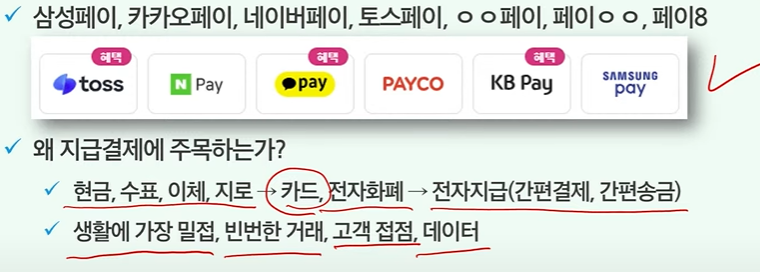 삼성페이, 카카오페이, 네이버페이, 토스페이, ㅇㅇ페이, 페이ㅇㅇ, 페이8
혜택 혜택 혜택
toss N Pay pay PAYCO KB Pay SAMSUNG pay
왜 지급결제에 주목하는가?
현금, 수표, 이체, 지로 → 카드, 전자화폐 → 전자지급(간편결제, 간편송금)
생활에 가장 밀접, 빈번한 거래, 고객 접점, 데이터